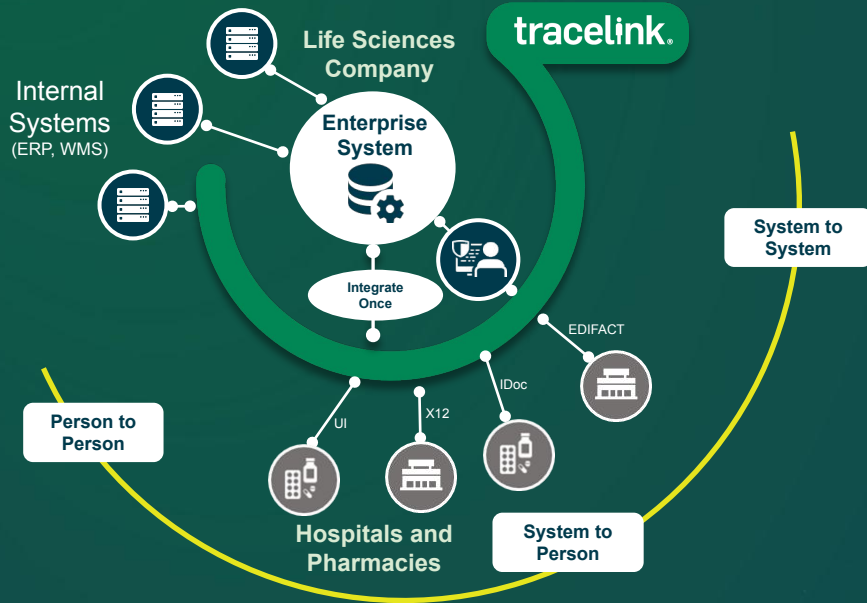 tracelink®
Life Sciences
Company
Internal
Systems
(ERP, WMS)
Enterprise
System
System to
System
Integrate
Once
EDIFACT
IDoc
X12
UI
Person to
Person
Hospitals and
Pharmacies
System to
Person